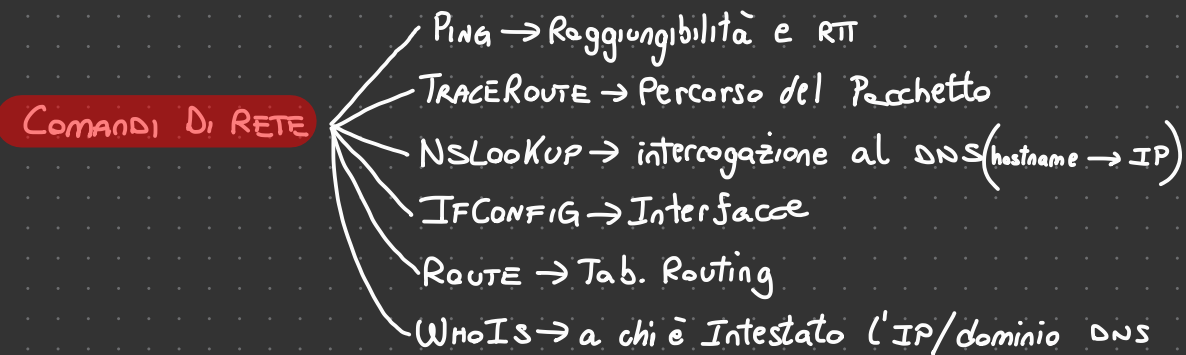 PING → Raggiungibilità e RTT
TRACEROUTE → Percorso del Pacchetto
COMANDI DI RETE
NSLOOKUP → interrogazione al DNS (hostname → IP)
IFCONFIG → Interfacce
ROUTE → Tab. Routing
WHOIS → a chi è Intestato l'IP/dominio DNS